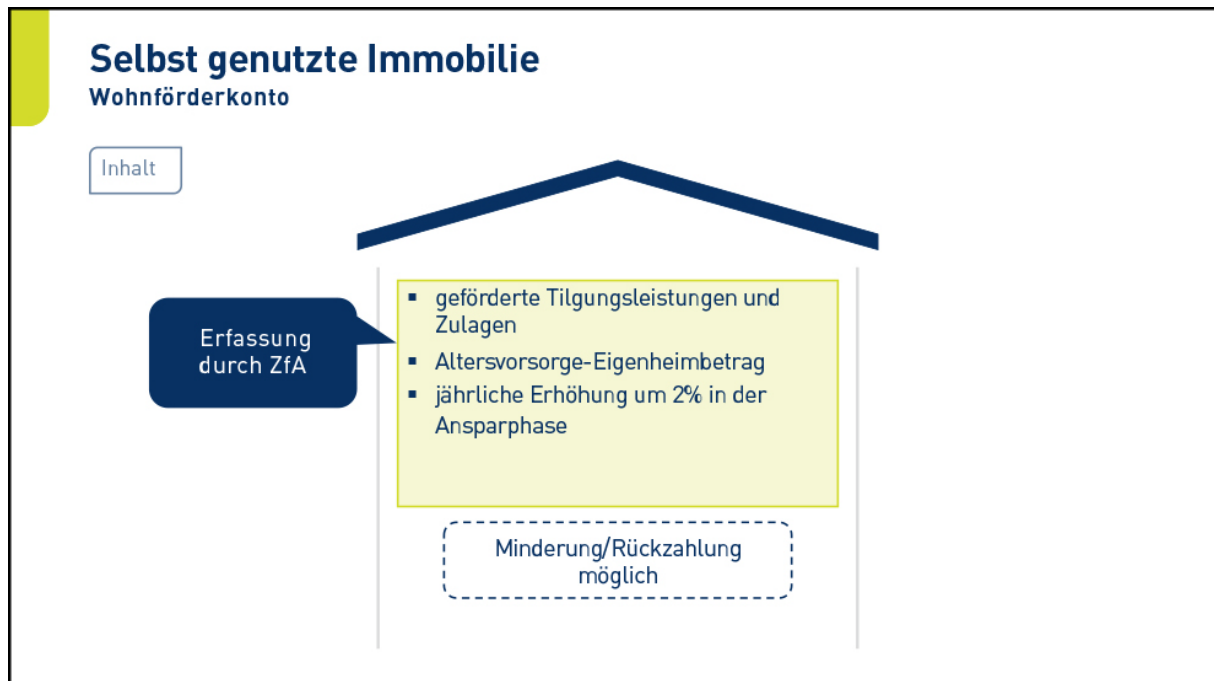 Selbst genutzte Immobilie
Wohnförderkonto
Inhalt
Erfassung
durch ZfA
▪ geförderte Tilgungsleistungen und
Zulagen
▪ Altersvorsorge-Eigenheimbetrag
▪ jährliche Erhöhung um 2% in der
Ansparphase
Minderung/Rückzahlung
möglich